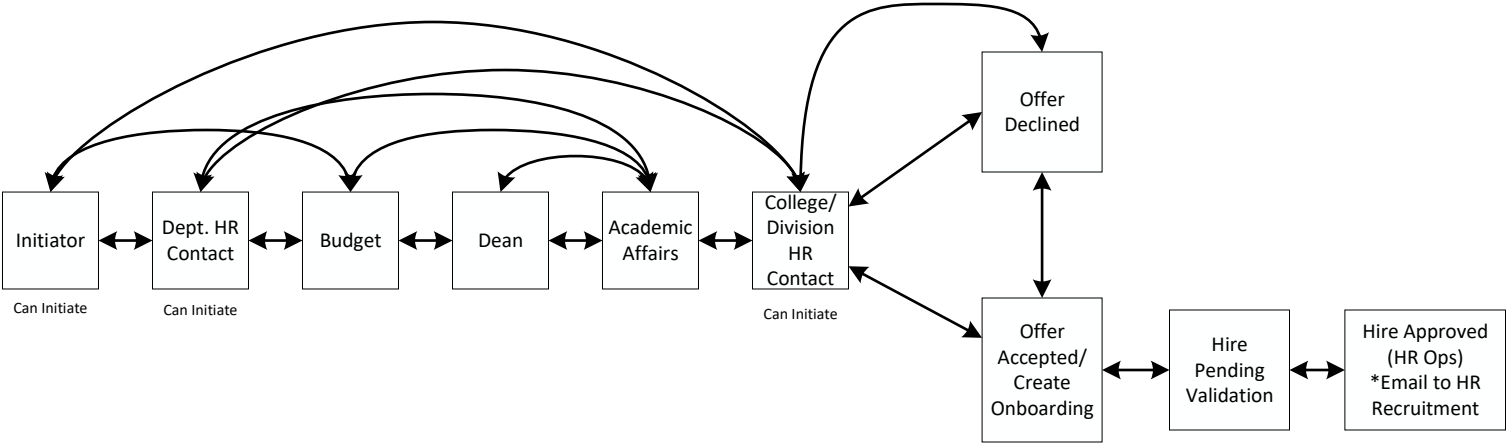 Offer
Declined
Initiator
Dept. HR
Contact
Budget
Dean
Academic
Affairs
College/
Division
HR
Contact
Can Initiate
Can Initiate
Can Initiate
Offer
Accepted/
Create
Onboarding
Hire
Pending
Validation
Hire Approved
(HR Ops)
*Email to HR
Recruitment